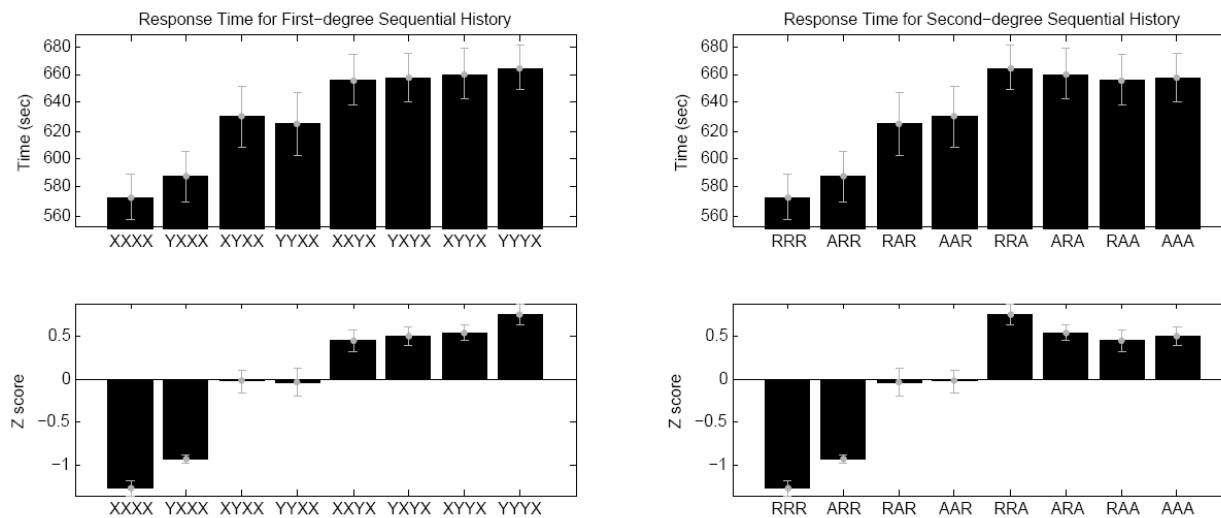 Response Time for First-degree Sequential History
Time (sec)
680
660
640
620
600
580
560
XXXX YXXX XYXX YYXX XXYX YXYX XYYX YYYX
Response Time for Second-degree Sequential History
Time (sec)
680
660
640
620
600
580
560
RRR ARR RAR AAR RRA ARA RAA AAA
Z score
0.5
0
−0.5
−1
XXXX YXXX XYXX YYXX XXYX YXYX XYYX YYYX
Z score
0.5
0
−0.5
−1
RRR ARR RAR AAR RRA ARA RAA AAA